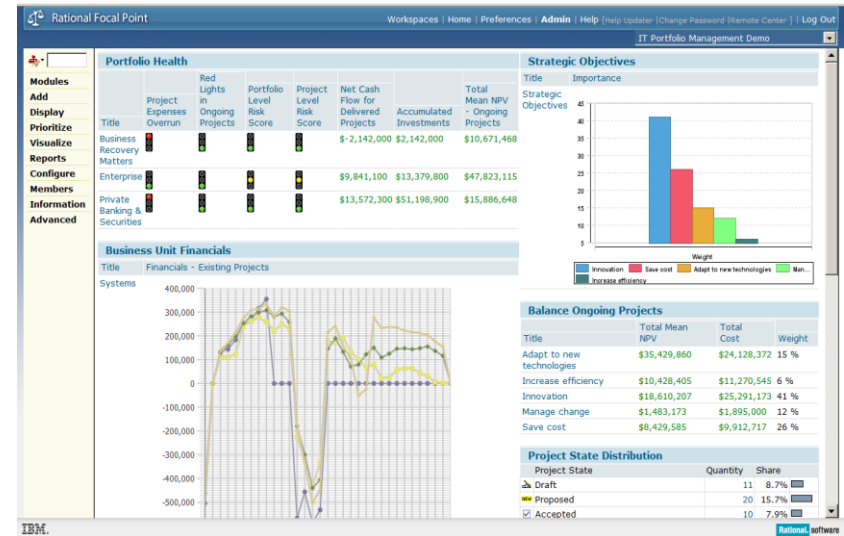 Rational Focal Point
Workspaces | Home | Preferences | Admin | Help [Help Updater |Change Password |Remote Center ] | Log Out
IT Portfolio Management Demo
Modules
Add
Display
Prioritize
Visualize
Reports
Configure
Members
Information
Advanced
Portfolio Health
Title
Project Expenses Overrun
Red Lights in Ongoing Projects
Portfolio Level Risk Score
Project Level Risk Score
Net Cash Flow for Delivered Projects
Accumulated Investments
Total Mean NPV - Ongoing Projects
Business Recovery Matters
$-2,142,000 $2,142,000 $10,671,468
Enterprise
$9,841,100 $13,379,800 $47,823,115
Private Banking & Securities
$13,572,300 $51,198,900 $15,886,648
Business Unit Financials
Title Financials - Existing Projects
Systems
400,000
300,000
200,000
100,000
0
-100,000
-200,000
-300,000
-400,000
-500,000
Strategic Objectives
Title Importance
Strategic Objectives
45
40
35
30
25
20
15
10
5
Weight
Innovation Save cost Adapt to new technologies Man...
Increase efficiency
Balance Ongoing Projects
Title Total Mean NPV Total Cost Weight
Adapt to new technologies $35,429,860 $24,128,372 15 %
Increase efficiency $10,428,405 $11,270,545 6 %
Innovation $18,610,207 $25,291,173 41 %
Manage change $1,483,173 $1,895,000 12 %
Save cost $8,429,585 $9,912,717 26 %
Project State Distribution
Project State Quantity Share
Draft 11 8.7%
NEW Proposed 20 15.7%
Accepted 10 7.9%
IBM.
Rational. software